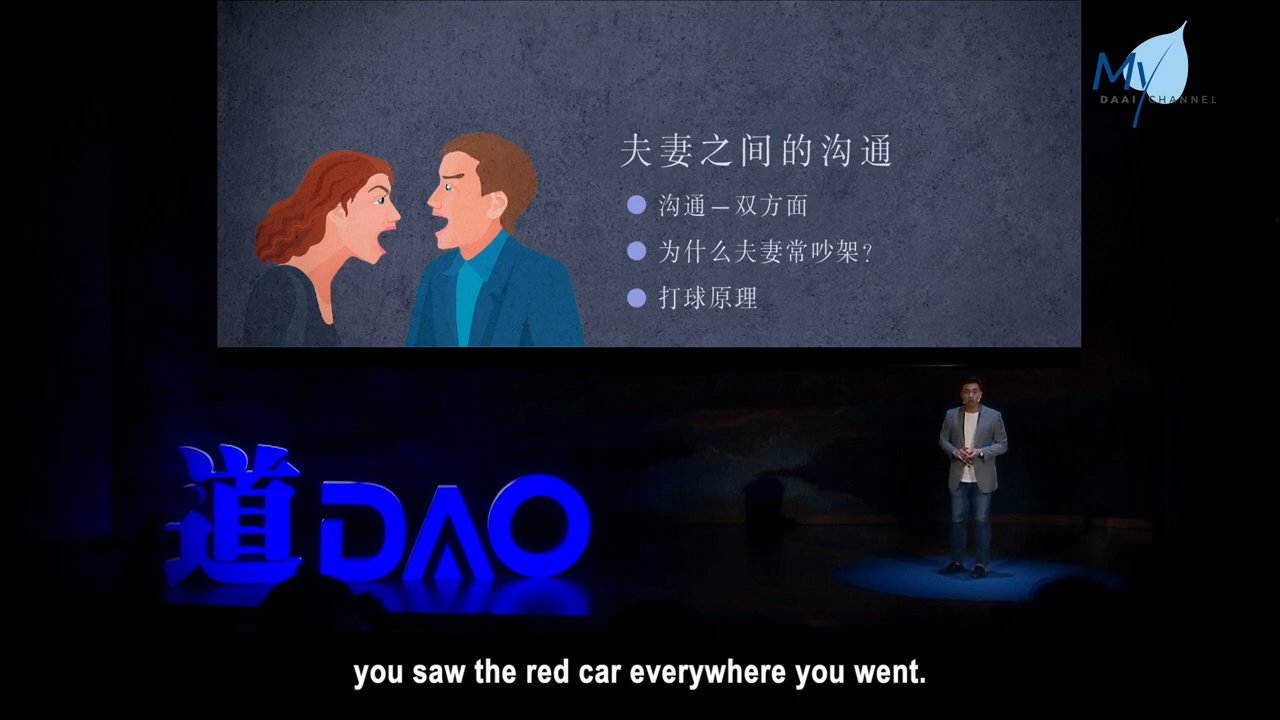 My
DAAI CHANNEL
夫妻之间的沟通
沟通－双方面
为什么夫妻常吵架？
打球原理
道DAO
you saw the red car everywhere you went.